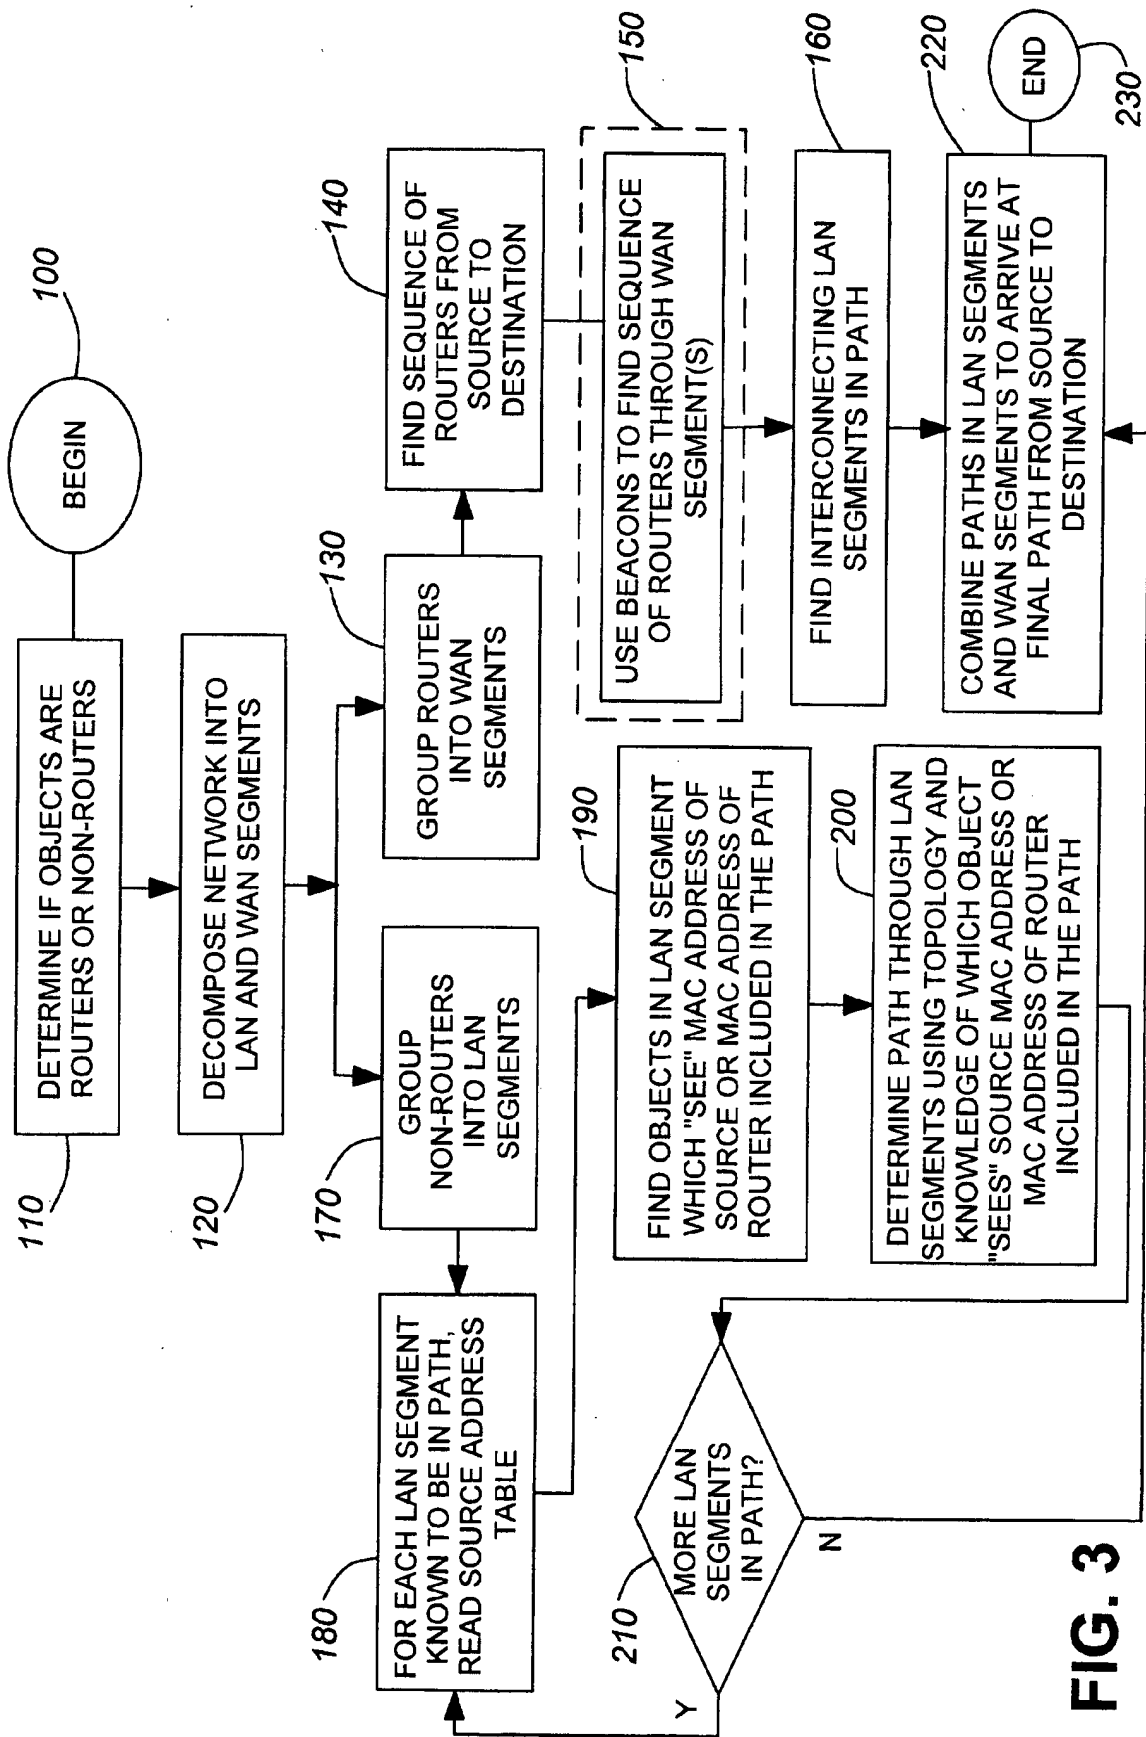 100
BEGIN
110
DETERMINE IF OBJECTS ARE
ROUTERS OR NON-ROUTERS
120
DECOMPOSE NETWORK INTO
LAN AND WAN SEGMENTS
130
GROUP ROUTERS
INTO WAN
SEGMENTS
140
FIND SEQUENCE OF
ROUTERS FROM
SOURCE TO
DESTINATION
150
USE BEACONS TO FIND SEQUENCE
OF ROUTERS THROUGH WAN
SEGMENT(S)
160
FIND INTERCONNECTING LAN
SEGMENTS IN PATH
170
GROUP
NON-ROUTERS
INTO LAN
SEGMENTS
180
FOR EACH LAN SEGMENT
KNOWN TO BE IN PATH,
READ SOURCE ADDRESS
TABLE
190
FIND OBJECTS IN LAN SEGMENT
WHICH "SEE" MAC ADDRESS OF
SOURCE OR MAC ADDRESS OF
ROUTER INCLUDED IN THE PATH
200
DETERMINE PATH THROUGH LAN
SEGMENTS USING TOPOLOGY AND
KNOWLEDGE OF WHICH OBJECT
"SEES" SOURCE MAC ADDRESS OR
MAC ADDRESS OF ROUTER
INCLUDED IN THE PATH
210
MORE LAN
SEGMENTS
IN PATH?
Y
N
220
COMBINE PATHS IN LAN SEGMENTS
AND WAN SEGMENTS TO ARRIVE AT
FINAL PATH FROM SOURCE TO
DESTINATION
END
230
FIG. 3